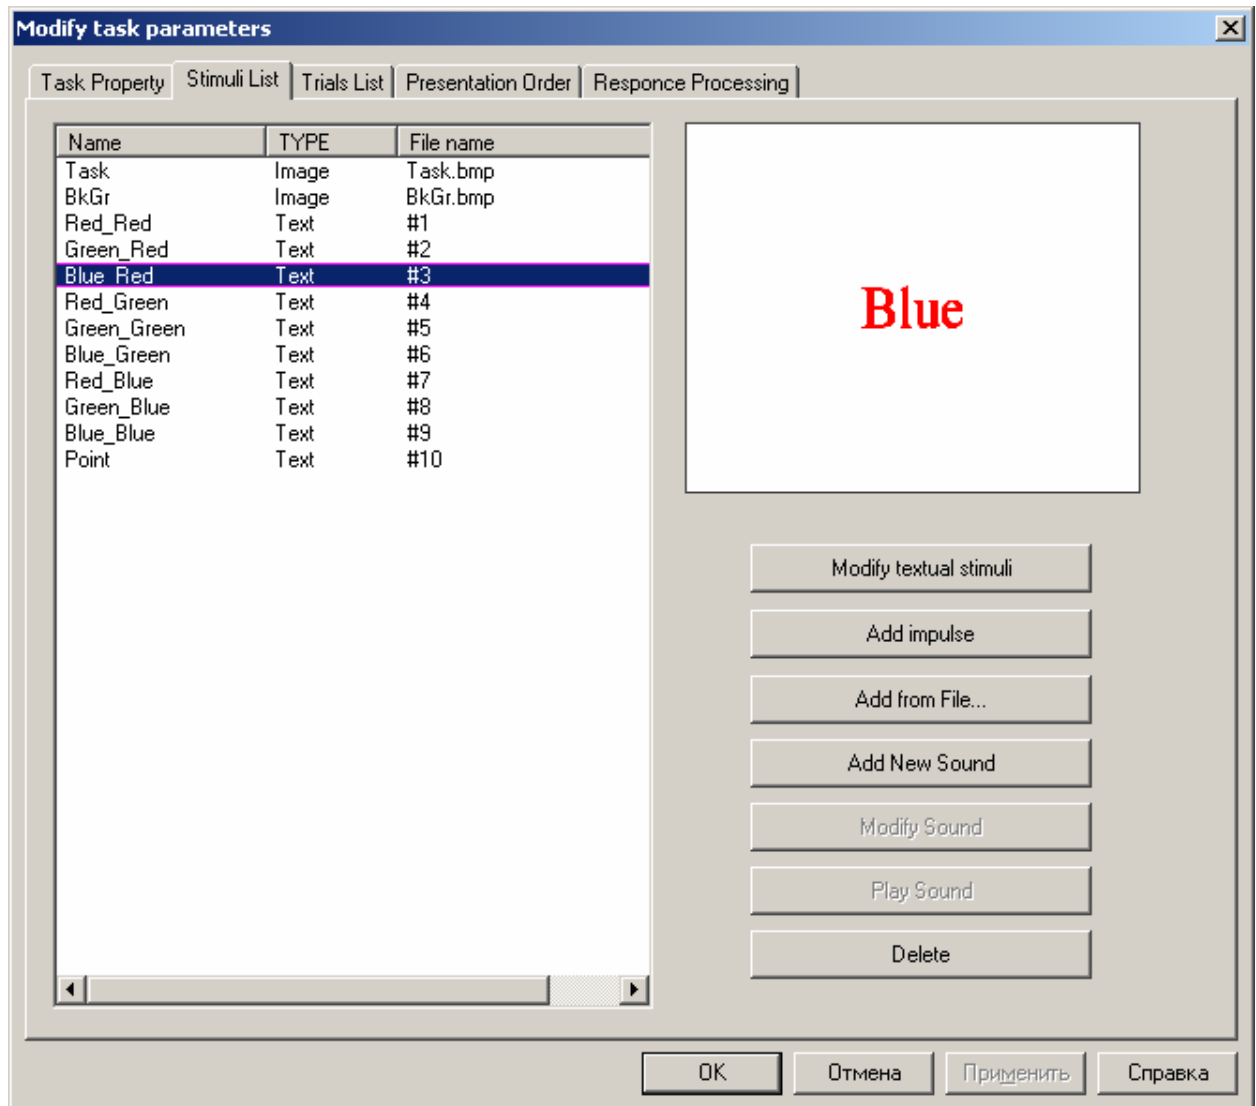 Modify task parameters
Task Property Stimuli List Trials List Presentation Order Responce Processing
Name TYPE File name
Task Image Task.bmp
BkGr Image BkGr.bmp
Red_Red Text #1
Green_Red Text #2
Blue_Red Text #3
Red_Green Text #4
Green_Green Text #5
Blue_Green Text #6
Red_Blue Text #7
Green_Blue Text #8
Blue_Blue Text #9
Point Text #10
Blue
Modify textual stimuli
Add impulse
Add from File...
Add New Sound
Modify Sound
Play Sound
Delete
OK Отмена Применить Справка